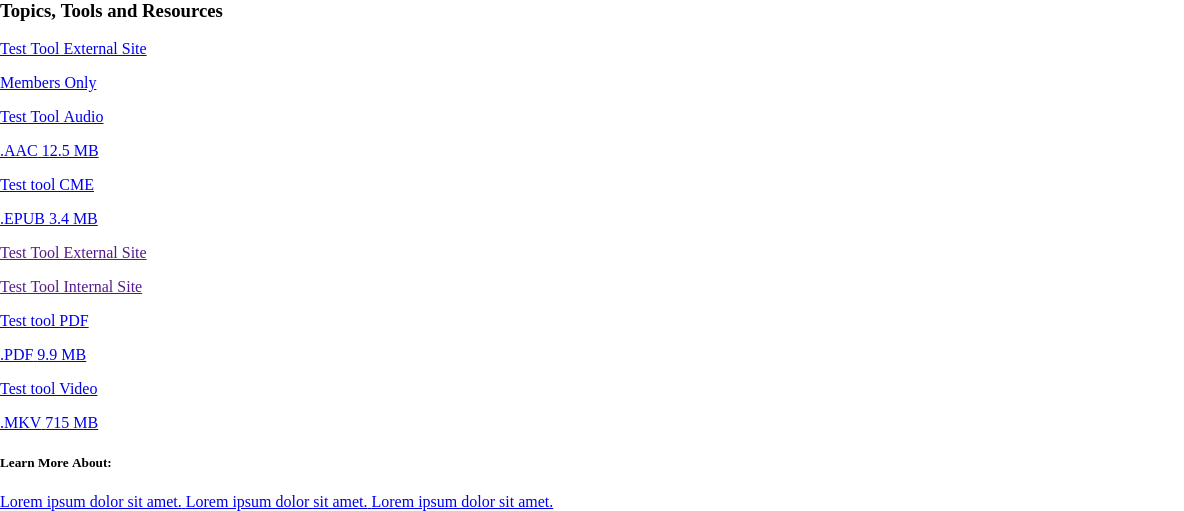 Topics, Tools and Resources
Test Tool External Site
Members Only
Test Tool Audio
.AAC 12.5 MB
Test tool CME
.EPUB 3.4 MB
Test Tool External Site
Test Tool Internal Site
Test tool PDF
.PDF 9.9 MB
Test tool Video
.MKV 715 MB
Learn More About:
Lorem ipsum dolor sit amet. Lorem ipsum dolor sit amet. Lorem ipsum dolor sit amet.